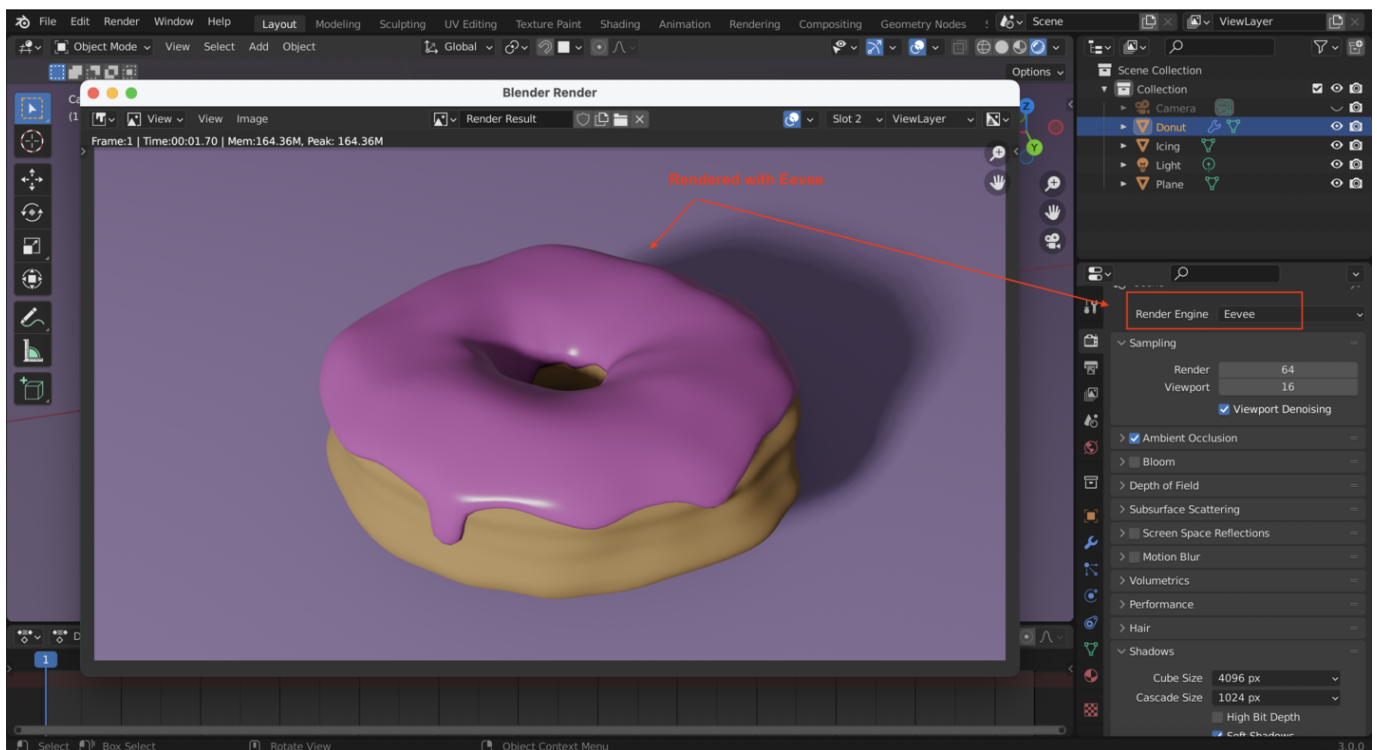 File Edit Render Window Help Layout Modeling Sculpting UV Editing Texture Paint Shading Animation Rendering Compositing Geometry Nodes Scene ViewLayer
Object Mode View Select Add Object Global
Options
Blender Render
View View Image Render Result Slot 2 ViewLayer
Frame:1 | Time:00:01.70 | Mem:164.36M, Peak: 164.36M
Rendered with Eevee
Z
Y
Scene Collection
Collection
Camera
Donut
Icing
Light
Plane
Render Engine Eevee
Sampling
Render 64
Viewport 16
Viewport Denoising
Ambient Occlusion
Bloom
Depth of Field
Subsurface Scattering
Screen Space Reflections
Motion Blur
Volumetrics
Performance
Hair
Shadows
Cube Size 4096 px
Cascade Size 1024 px
High Bit Depth
Soft Shadows
1
Select Box Select Rotate View Object Context Menu 3.0.0